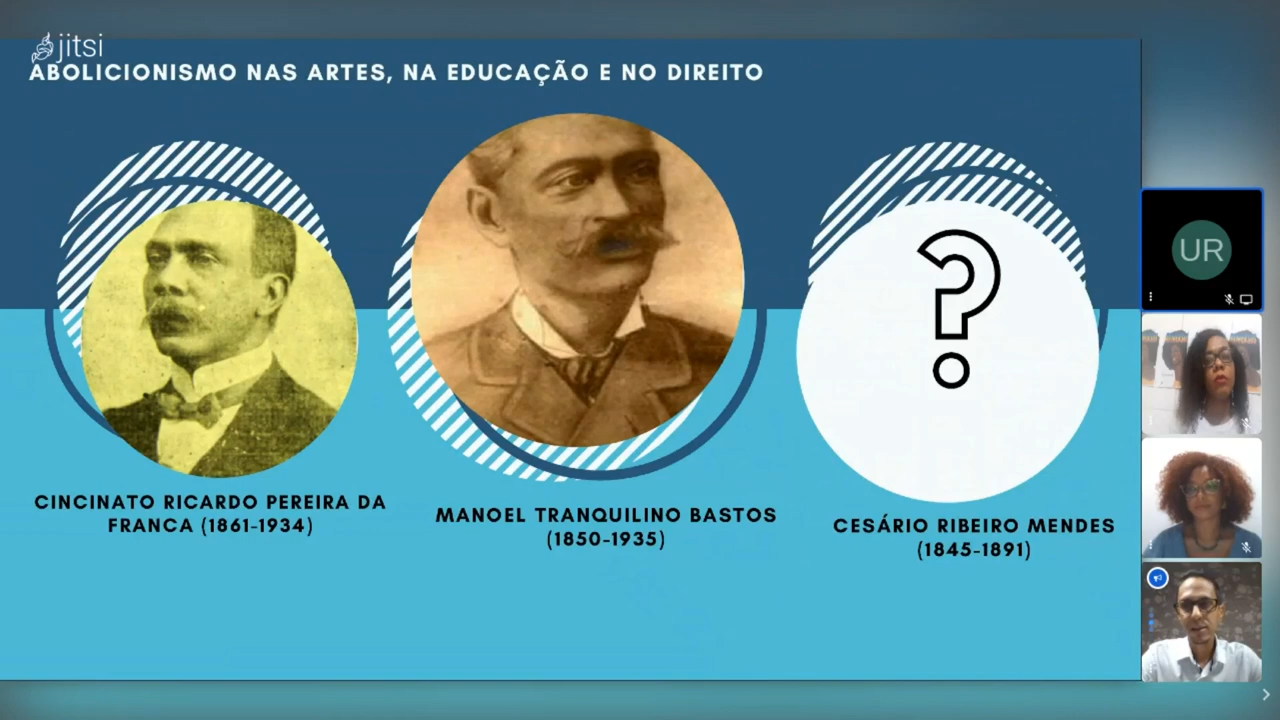 jitsi
ABOLICIONISMO NAS ARTES, NA EDUCAÇÃO E NO DIREITO
CINCINATO RICARDO PEREIRA DA
FRANCA (1861-1934)
MANOEL TRANQUILINO BASTOS
(1850-1935)
?
CESÁRIO RIBEIRO MENDES
(1845-1891)
UR